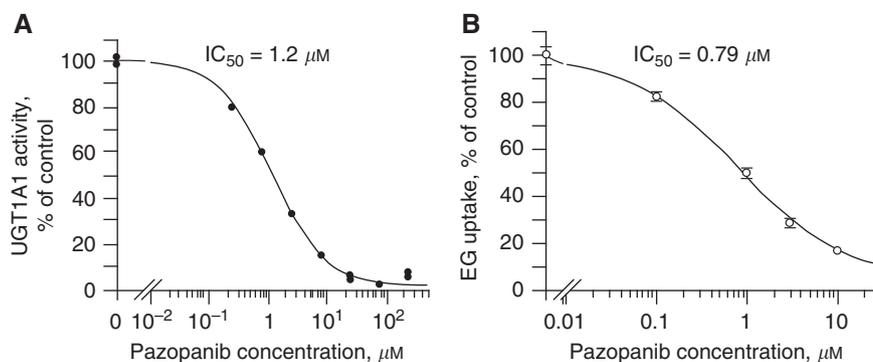 A
IC50 = 1.2 μM
UGT1A1 activity,
% of control
100
80
60
40
20
0
0 10−2 10−1 1 101 102
Pazopanib concentration, μM
B
IC50 = 0.79 μM
EG uptake, % of control
100
80
60
40
20
0
0.01 0.1 1 10
Pazopanib concentration, μM